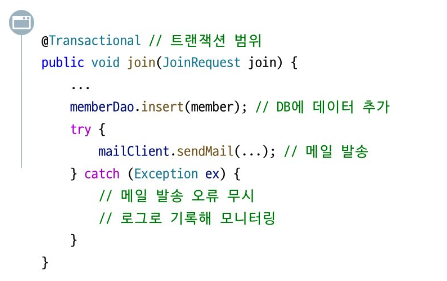 @Transactional // 트랜잭션 범위
public void join(JoinRequest join) {
...
memberDao.insert(member); // DB에 데이터 추가
try {
mailClient.sendMail(...); // 메일 발송
} catch (Exception ex) {
// 메일 발송 오류 무시
// 로그로 기록해 모니터링
}
}